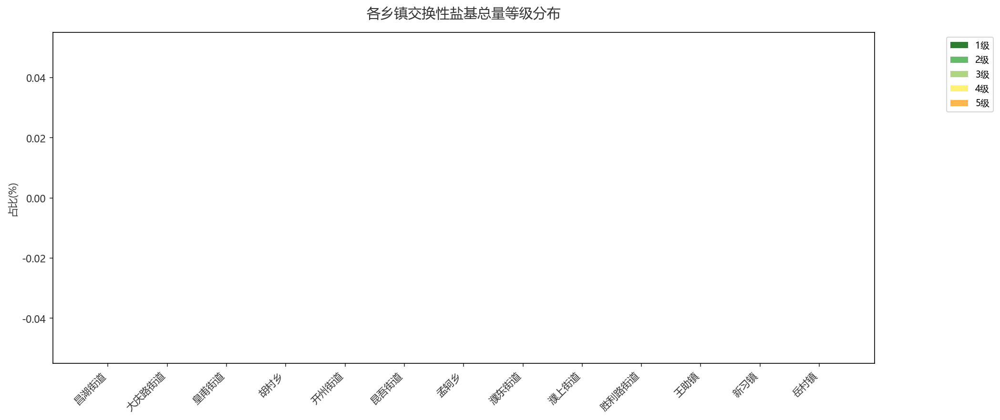 各乡镇交换性盐基总量等级分布
1级
2级
3级
4级
5级
占比(%)
0.04
0.02
0.00
-0.02
-0.04
昌湖街道
大庆路街道
皇甫街道
胡村乡
开州街道
昆吾街道
孟轲乡
濮东街道
濮上街道
胜利路街道
王助镇
新习镇
岳村镇